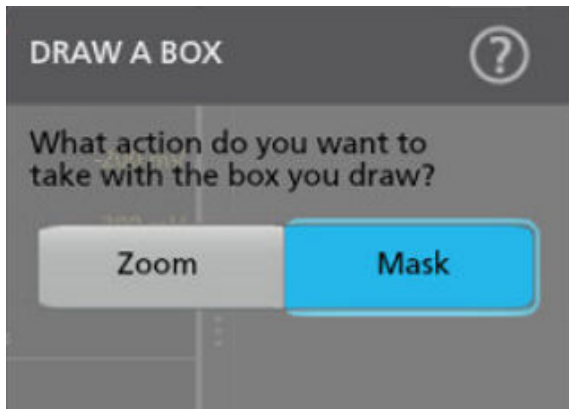 DRAW A BOX
?
What action do you want to
take with the box you draw?
Zoom
Mask